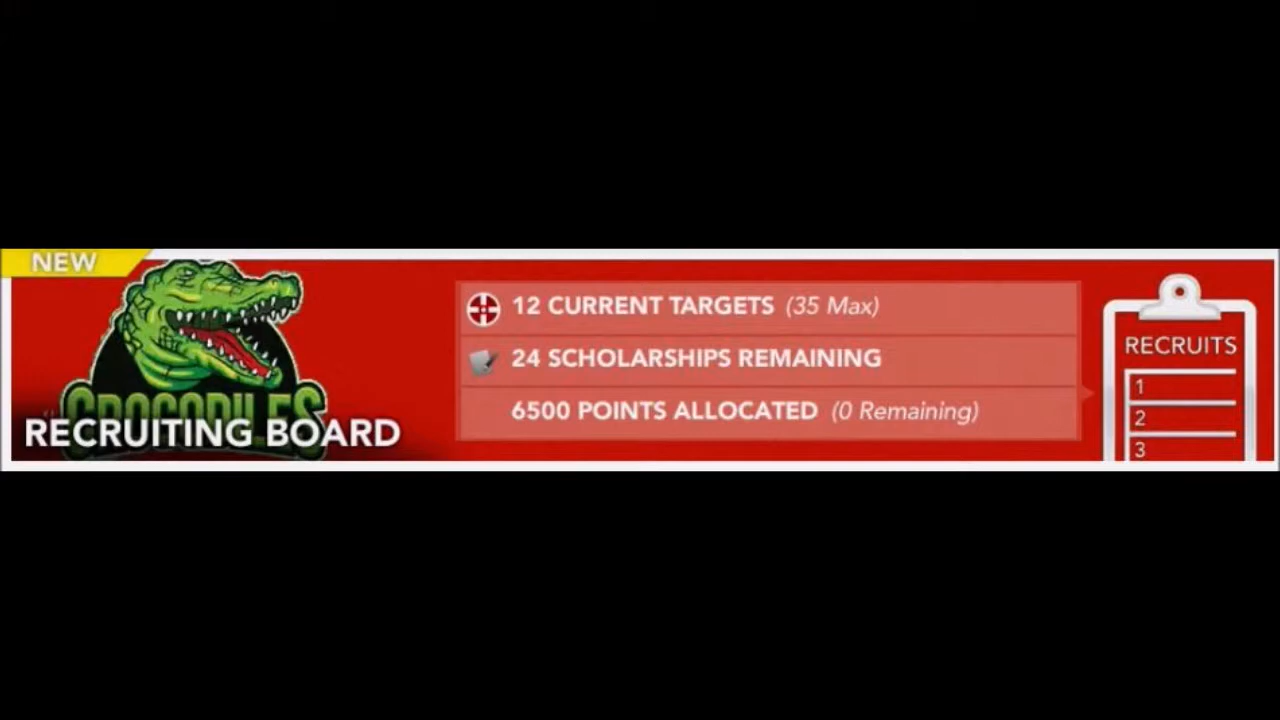 NEW
CROCODILES
RECRUITING BOARD
12 CURRENT TARGETS (35 Max)
24 SCHOLARSHIPS REMAINING
6500 POINTS ALLOCATED (0 Remaining)
RECRUITS
1
2
3